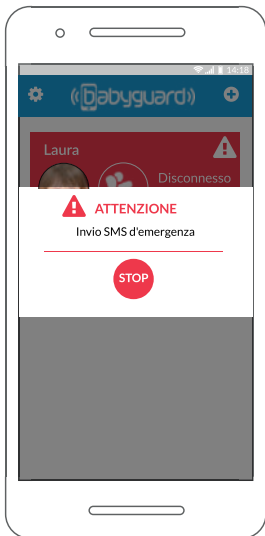 14:18
babyguard
Laura
Disconnesso
ATTENZIONE
Invio SMS d'emergenza
STOP